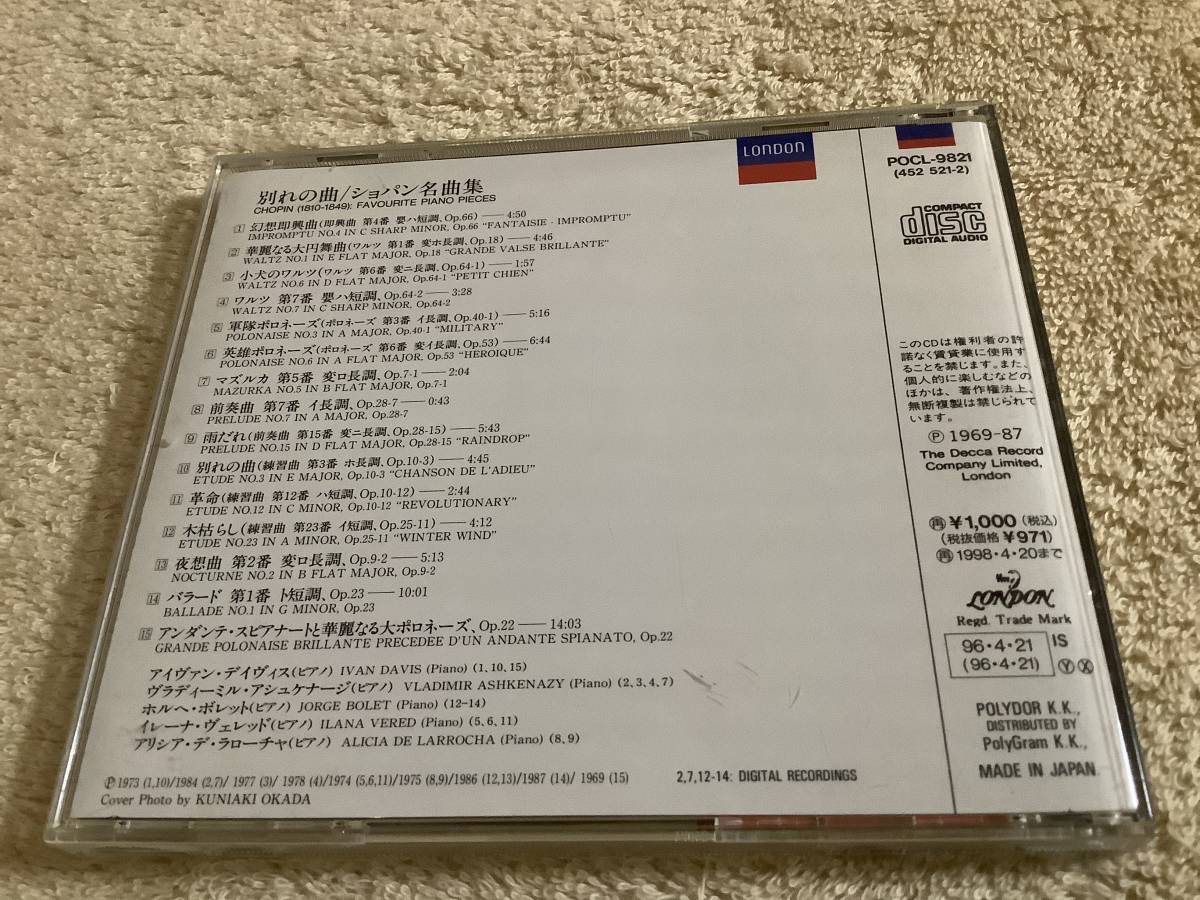 LONDON
別れの曲/ショパン名曲集
CHOPIN (1810-1849): FAVOURITE PIANO PIECES
1 幻想即興曲(即興曲 第4番 嬰ハ短調、Op.66) — 4:50
IMPROMPTU NO.4 IN C SHARP MINOR, Op.66 “FANTAISIE - IMPROMPTU”
2 華麗なる大円舞曲(ワルツ 第1番 変ホ長調、Op.18) — 4:46
WALTZ NO.1 IN E FLAT MAJOR, Op.18 “GRANDE VALSE BRILLANTE”
3 小犬のワルツ(ワルツ 第6番 変ニ長調、Op.64-1) — 1:57
WALTZ NO.6 IN D FLAT MAJOR, Op.64-1 “PETIT CHIEN”
4 ワルツ 第7番 嬰ハ短調、Op.64-2 — 3:28
WALTZ NO.7 IN C SHARP MINOR, Op.64-2
5 軍隊ポロネーズ(ポロネーズ 第3番 イ長調、Op.40-1) — 5:16
POLONAISE NO.3 IN A MAJOR, Op.40-1 “MILITARY”
6 英雄ポロネーズ(ポロネーズ 第6番 変イ長調、Op.53) — 6:44
POLONAISE NO.6 IN A FLAT MAJOR, Op.53 “HEROIQUE”
7 マズルカ 第5番 変ロ長調、Op.7-1 — 2:04
MAZURKA NO.5 IN B FLAT MAJOR, Op.7-1
8 前奏曲 第7番 イ長調、Op.28-7 — 0:43
PRELUDE NO.7 IN A MAJOR, Op.28-7
9 雨だれ(前奏曲 第15番 変ニ長調、Op.28-15) — 5:43
PRELUDE NO.15 IN D FLAT MAJOR, Op.28-15 “RAINDROP”
10 別れの曲(練習曲 第3番 ホ長調、Op.10-3) — 4:45
ETUDE NO.3 IN E MAJOR, Op.10-3 “CHANSON DE L'ADIEU”
11 革命(練習曲 第12番 ハ短調、Op.10-12) — 2:44
ETUDE NO.12 IN C MINOR, Op.10-12 “REVOLUTIONARY”
12 木枯らし(練習曲 第23番 イ短調、Op.25-11) — 4:12
ETUDE NO.23 IN A MINOR, Op.25-11 “WINTER WIND”
13 夜想曲 第2番 変ロ長調、Op.9-2 — 5:13
NOCTURNE NO.2 IN B FLAT MAJOR, Op.9-2
14 バラード 第1番 ト短調、Op.23 — 10:01
BALLADE NO.1 IN G MINOR, Op.23
15 アンダンテ・スピアナートと華麗なる大ポロネーズ、Op.22 — 14:03
GRANDE POLONAISE BRILLANTE PRECEDEE D'UN ANDANTE SPIANATO, Op.22
アイヴァン・デイヴィス(ピアノ) IVAN DAVIS (Piano) (1, 10, 15)
ヴラディーミル・アシュケナージ(ピアノ) VLADIMIR ASHKENAZY (Piano) (2, 3, 4, 7)
ホルヘ・ボレット(ピアノ) JORGE BOLET (Piano) (12-14)
イレーナ・ヴェレッド(ピアノ) ILANA VERED (Piano) (5, 6, 11)
アリシア・デ・ラローチャ(ピアノ) ALICIA DE LARROCHA (Piano) (8, 9)
Ⓟ 1973 (1,10)/1984 (2,7)/ 1977 (3)/ 1978 (4)/1974 (5,6,11)/1975 (8,9)/1986 (12,13)/1987 (14)/ 1969 (15)
2,7,12-14: DIGITAL RECORDINGS
Cover Photo by KUNIAKI OKADA
POCL-9821
(452 521-2)
COMPACT
disc
DIGITAL AUDIO
このCDは権利者の許
諾なく賃貸業に使用す
ることを禁じます。また、
個人的に楽しむなどの
ほかは、著作権法上、
無断複製は禁じられて
います。
Ⓟ 1969-87
The Decca Record
Company Limited,
London
再 ¥1,000 (税込)
(税抜価格 ¥971)
再 1998・4・20まで
LONDON
Regd. Trade Mark
96・4・21 IS
(96・4・21) Ⓨ Ⓧ
POLYDOR K.K.,
DISTRIBUTED BY
PolyGram K.K.,
MADE IN JAPAN.